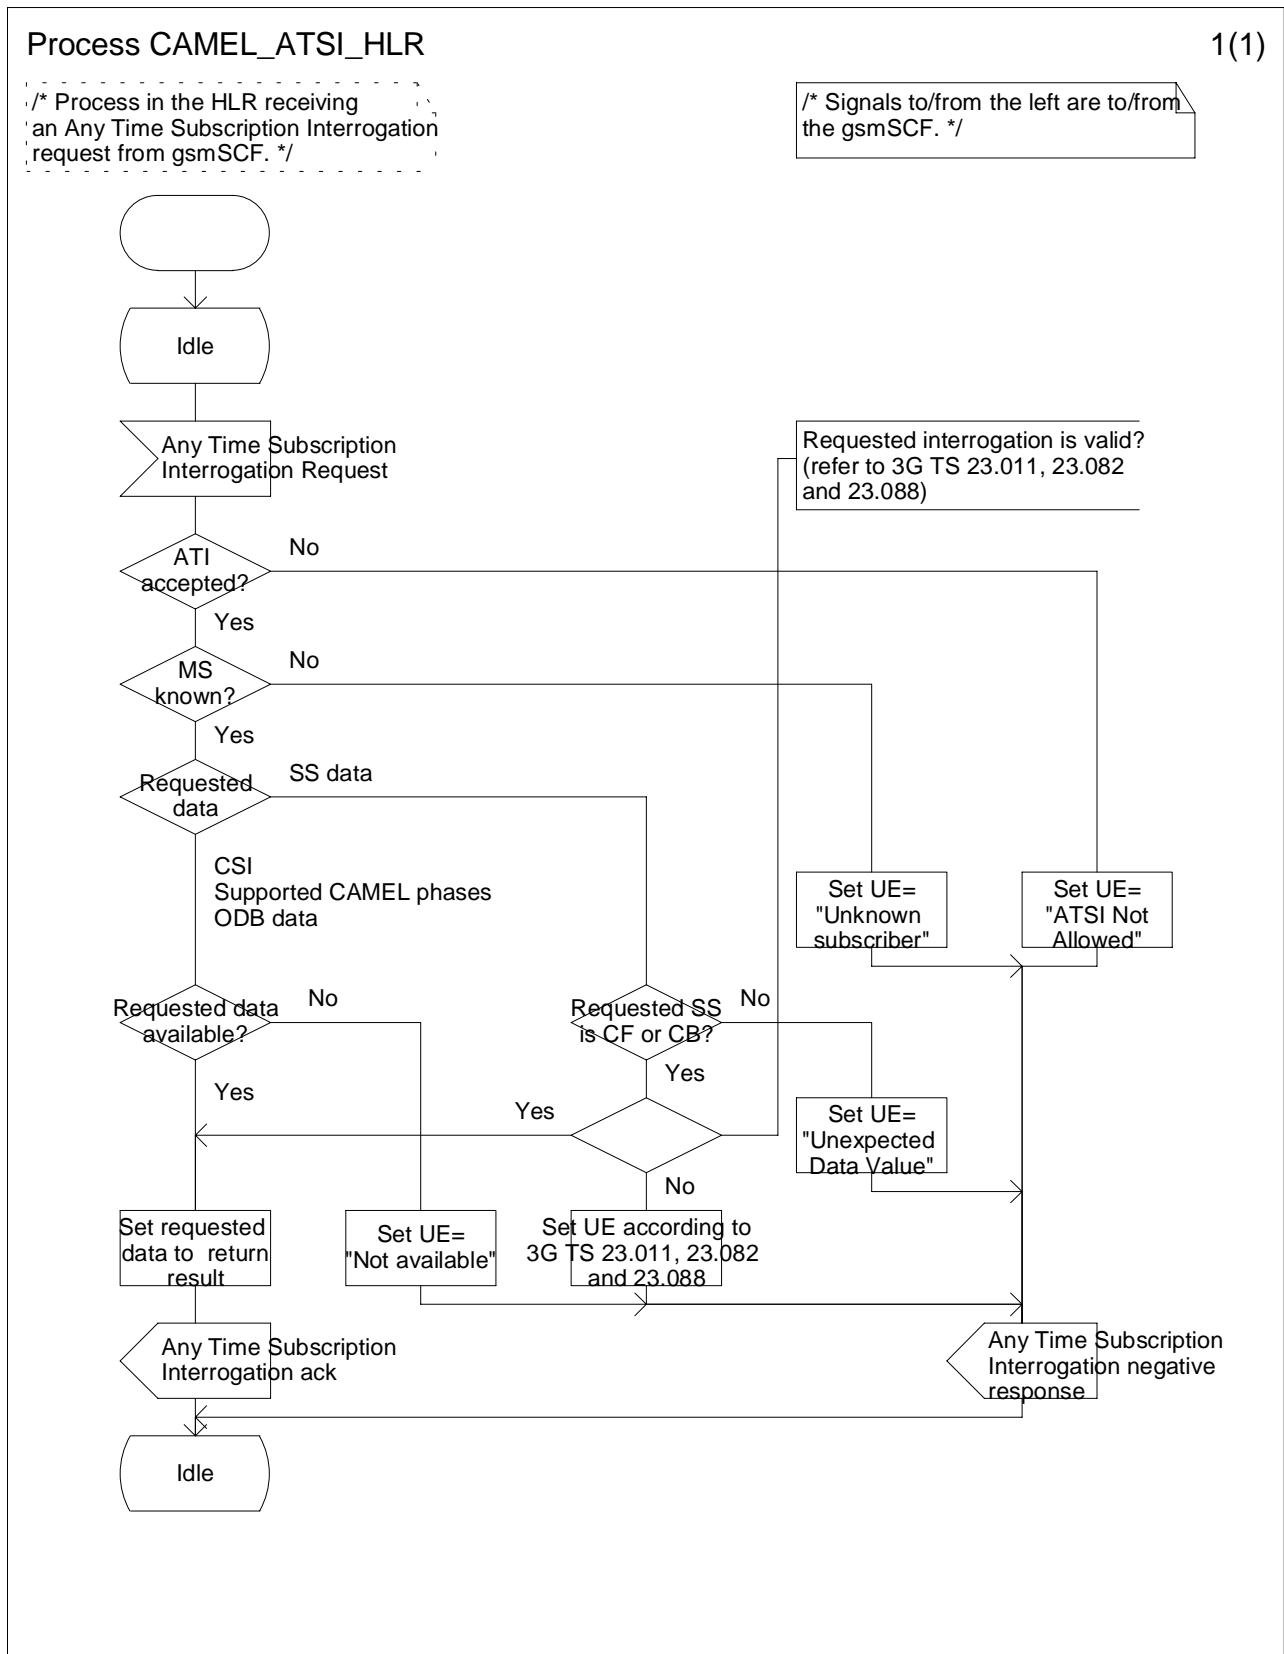 Process CAMEL_ATSI_HLR
1(1)
/* Process in the HLR receiving
an Any Time Subscription Interrogation
request from gsmSCF. */
/* Signals to/from the left are to/from
the gsmSCF. */
Idle
Any Time Subscription
Interrogation Request
Requested interrogation is valid?
(refer to 3G TS 23.011, 23.082
and 23.088)
ATI
accepted?
No
Yes
MS
known?
No
Yes
Requested
data
SS data
CSI
Supported CAMEL phases
ODB data
Set UE=
"Unknown
subscriber"
Set UE=
"ATSI Not
Allowed"
Requested data
available?
No
Yes
Requested SS
is CF or CB?
No
Yes
Yes
No
Set UE=
"Unexpected
Data Value"
Set requested
data to  return
result
Set UE=
"Not available"
Set UE according to
3G TS 23.011, 23.082
and 23.088
Any Time Subscription
Interrogation ack
Any Time Subscription
Interrogation negative
response
Idle